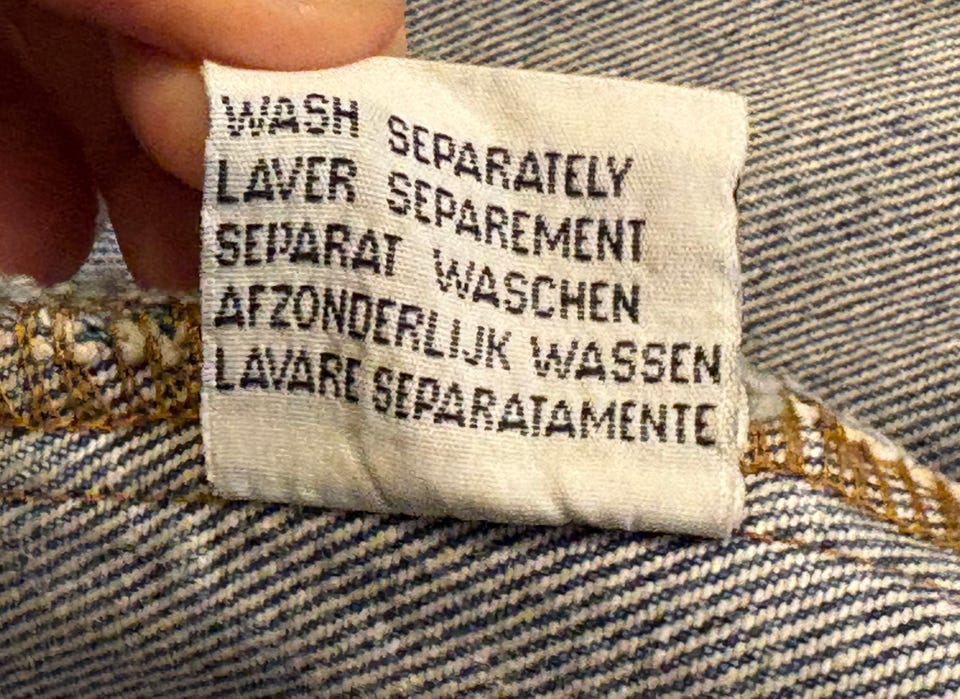 WASH SEPARATELY
LAVER SEPAREMENT
SEPARAT WASCHEN
AFZONDERLIJK WASSEN
LAVARE SEPARATAMENTE